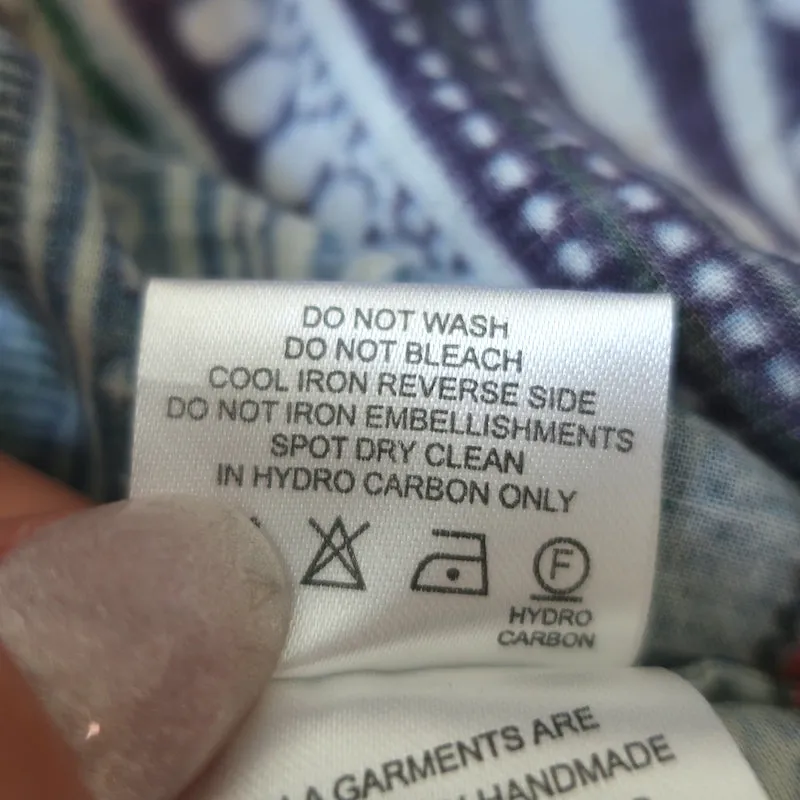 DO NOT WASH
DO NOT BLEACH
COOL IRON REVERSE SIDE
DO NOT IRON EMBELLISHMENTS
SPOT DRY CLEAN
IN HYDRO CARBON ONLY
F
HYDRO
CARBON
GARMENTS ARE
HANDMADE